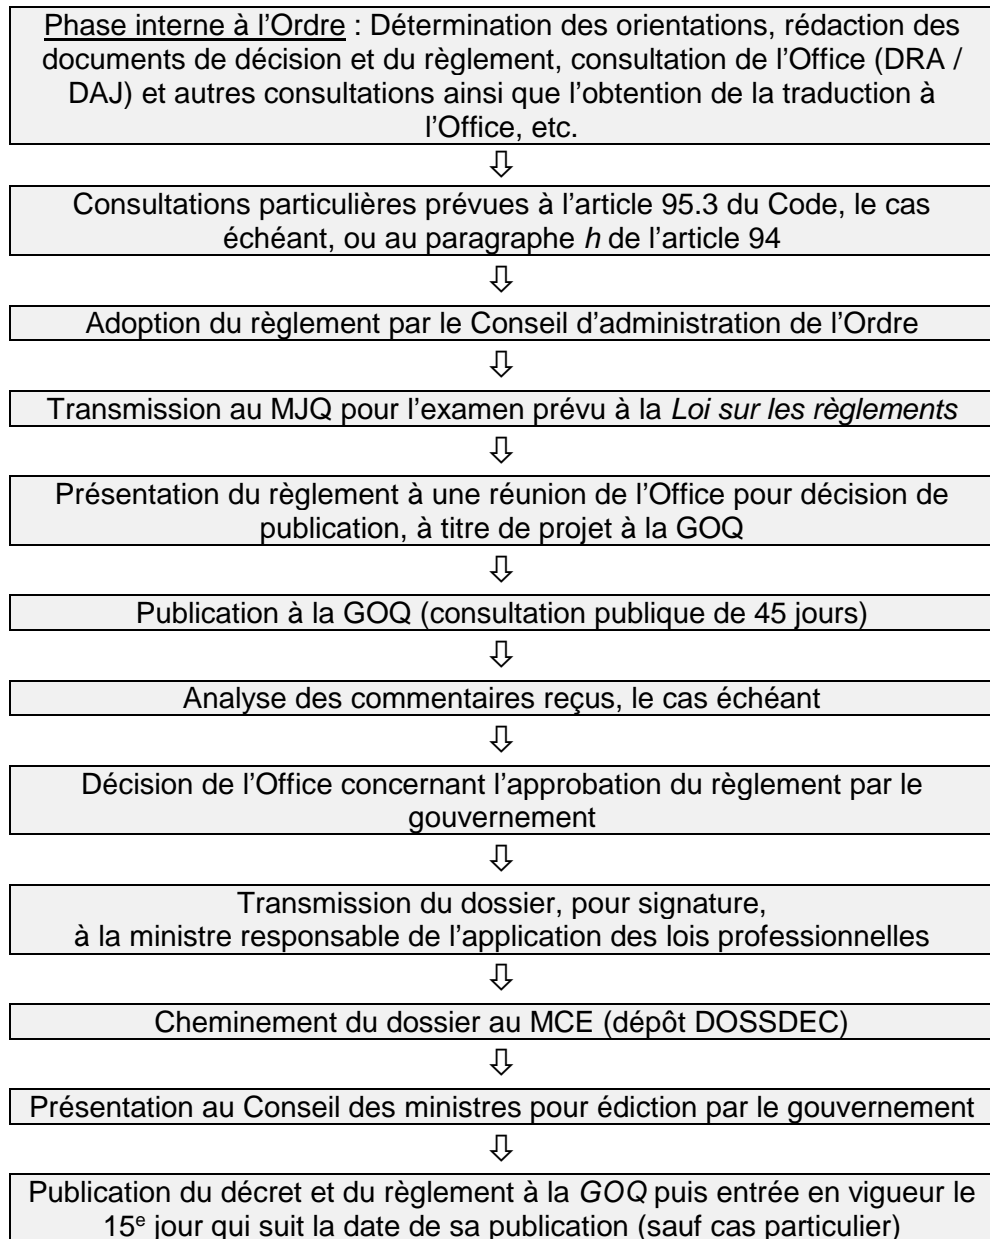 Phase interne à l’Ordre : Détermination des orientations, rédaction des
documents de décision et du règlement, consultation de l’Office (DRA /
DAJ) et autres consultations ainsi que l’obtention de la traduction à
l’Office, etc.
⇩
Consultations particulières prévues à l’article 95.3 du Code, le cas
échéant, ou au paragraphe h de l’article 94
⇩
Adoption du règlement par le Conseil d’administration de l’Ordre
⇩
Transmission au MJQ pour l’examen prévu à la Loi sur les règlements
⇩
Présentation du règlement à une réunion de l’Office pour décision de
publication, à titre de projet à la GOQ
⇩
Publication à la GOQ (consultation publique de 45 jours)
⇩
Analyse des commentaires reçus, le cas échéant
⇩
Décision de l’Office concernant l’approbation du règlement par le
gouvernement
⇩
Transmission du dossier, pour signature,
à la ministre responsable de l’application des lois professionnelles
⇩
Cheminement du dossier au MCE (dépôt DOSSDEC)
⇩
Présentation au Conseil des ministres pour édiction par le gouvernement
⇩
Publication du décret et du règlement à la GOQ puis entrée en vigueur le
15e jour qui suit la date de sa publication (sauf cas particulier)